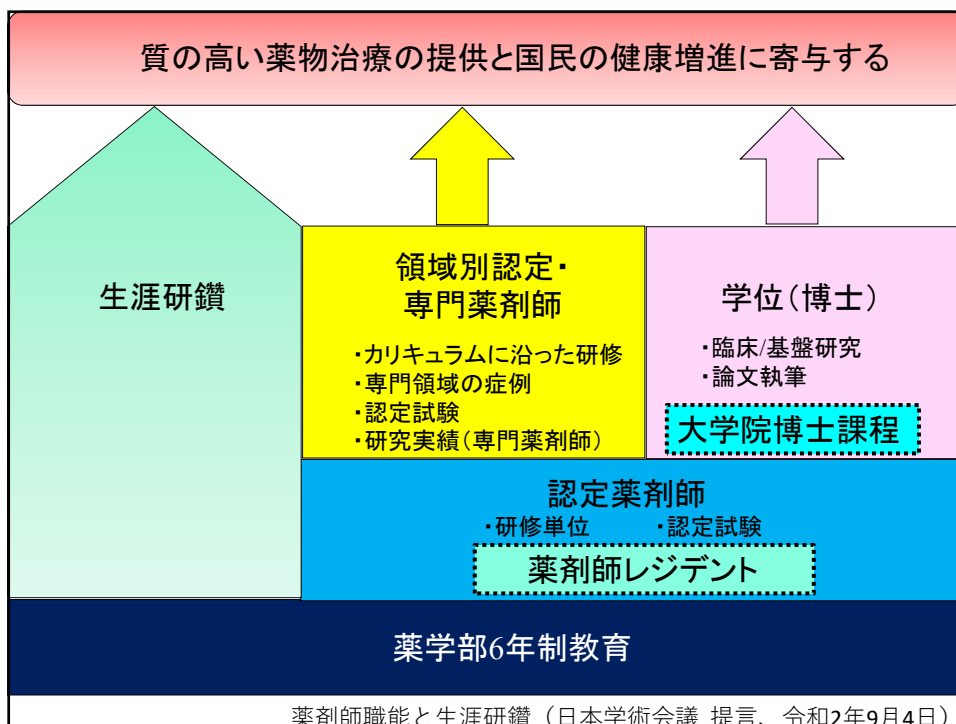 質の高い薬物治療の提供と国民の健康増進に寄与する
生涯研鑽
領域別認定・
専門薬剤師
・カリキュラムに沿った研修
・専門領域の症例
・認定試験
・研究実績(専門薬剤師)
学位(博士)
・臨床/基盤研究
・論文執筆
大学院博士課程
認定薬剤師
・研修単位 ・認定試験
薬剤師レジデント
薬学部6年制教育
薬剤師職能と生涯研鑽(日本学術会議 提言、令和2年9月4日)